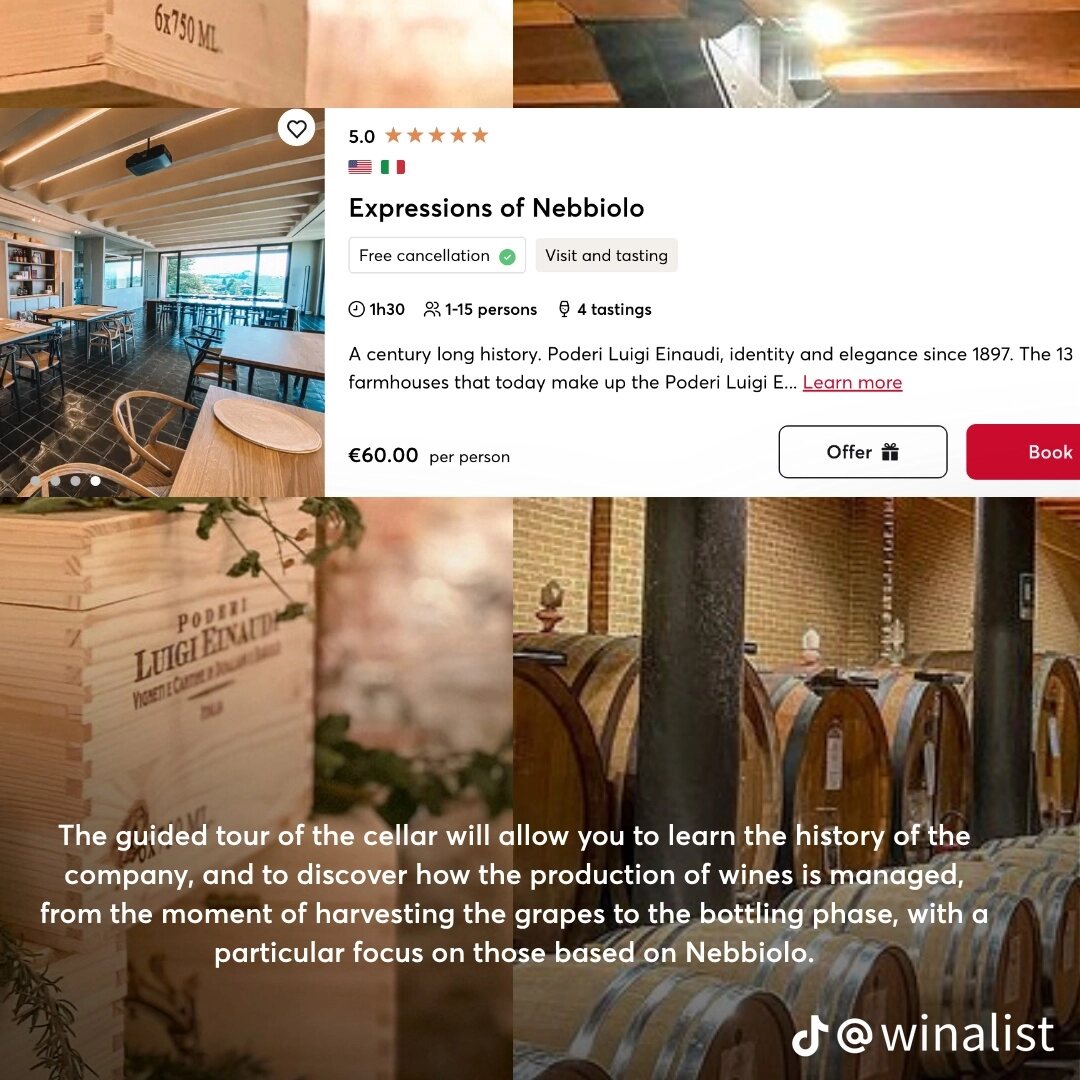 6x750 ML
5.0
Expressions of Nebbiolo
Free cancellation
Visit and tasting
1h30 1-15 persons 4 tastings
A century long history. Poderi Luigi Einaudi, identity and elegance since 1897. The 13
farmhouses that today make up the Poderi Luigi E... Learn more
€60.00 per person
Offer
Book
PODERI
LUIGI EINAUDI
ITALIA
The guided tour of the cellar will allow you to learn the history of the
company, and to discover how the production of wines is managed,
from the moment of harvesting the grapes to the bottling phase, with a
particular focus on those based on Nebbiolo.
@winalist